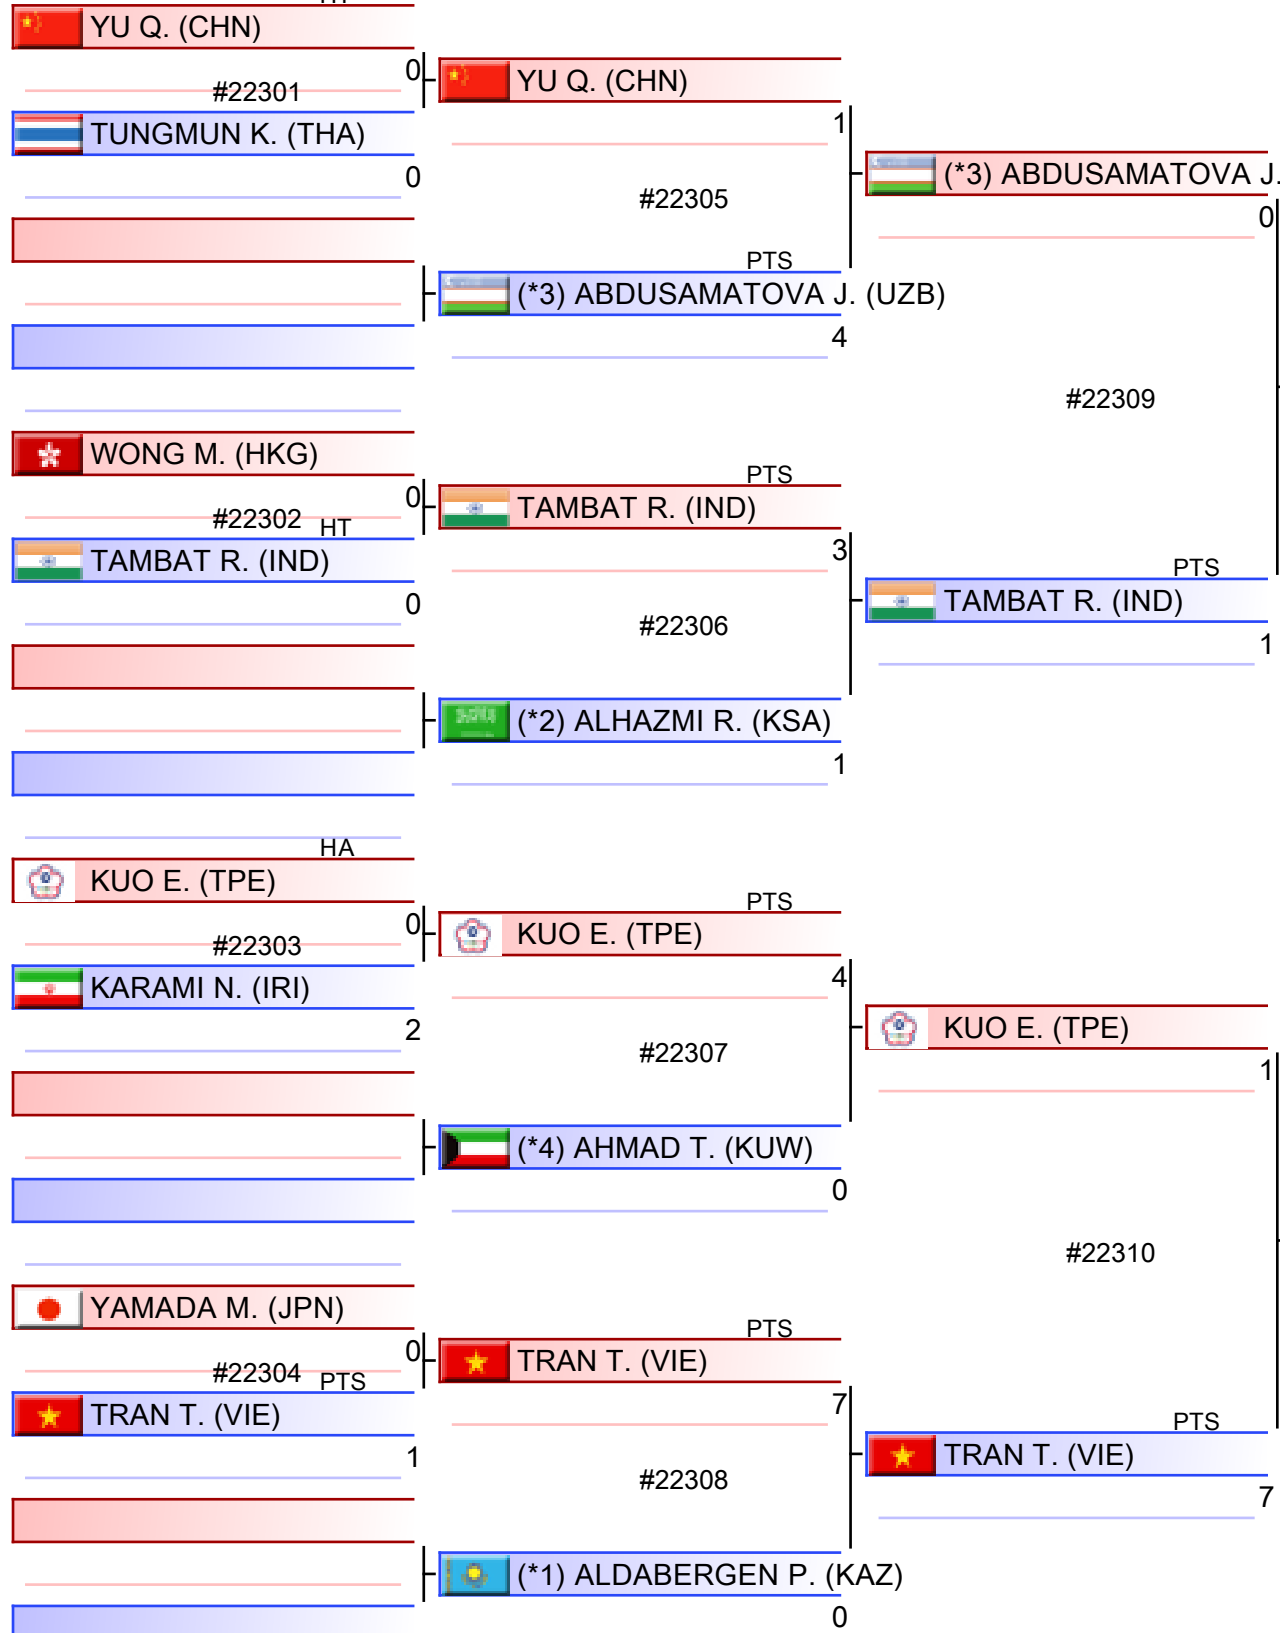 YU Q. (CHN)
0
#22301
TUNGMUN K. (THA)
0
YU Q. (CHN)
1
#22305
PTS
(*3) ABDUSAMATOVA J. (UZB)
4
WONG M. (HKG)
0
#22302 HT
TAMBAT R. (IND)
0
PTS
TAMBAT R. (IND)
3
#22306
(*2) ALHAZMI R. (KSA)
1
HA
KUO E. (TPE)
0
#22303
KARAMI N. (IRI)
2
PTS
KUO E. (TPE)
4
#22307
(*4) AHMAD T. (KUW)
0
YAMADA M. (JPN)
0
#22304 PTS
TRAN T. (VIE)
1
PTS
TRAN T. (VIE)
7
#22308
(*1) ALDABERGEN P. (KAZ)
0
(*3) ABDUSAMATOVA J.
0
#22309
PTS
TAMBAT R. (IND)
1
KUO E. (TPE)
1
#22310
PTS
TRAN T. (VIE)
7